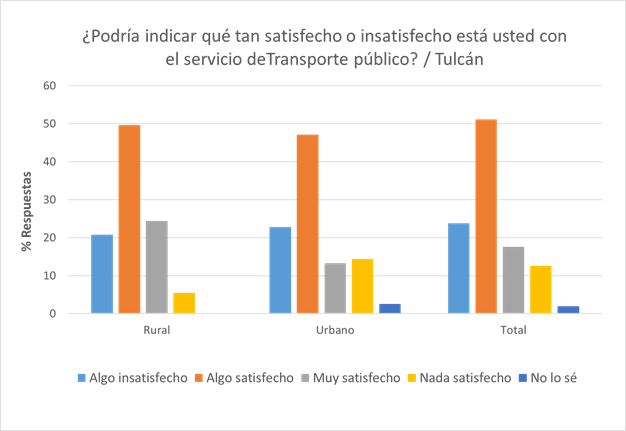 ¿Podría indicar qué tan satisfecho o insatisfecho está usted con
el servicio deTransporte público? / Tulcán
60
50
40
30
20
10
0
% Respuestas
Rural Urbano Total
Algo insatisfecho Algo satisfecho Muy satisfecho Nada satisfecho No lo sé